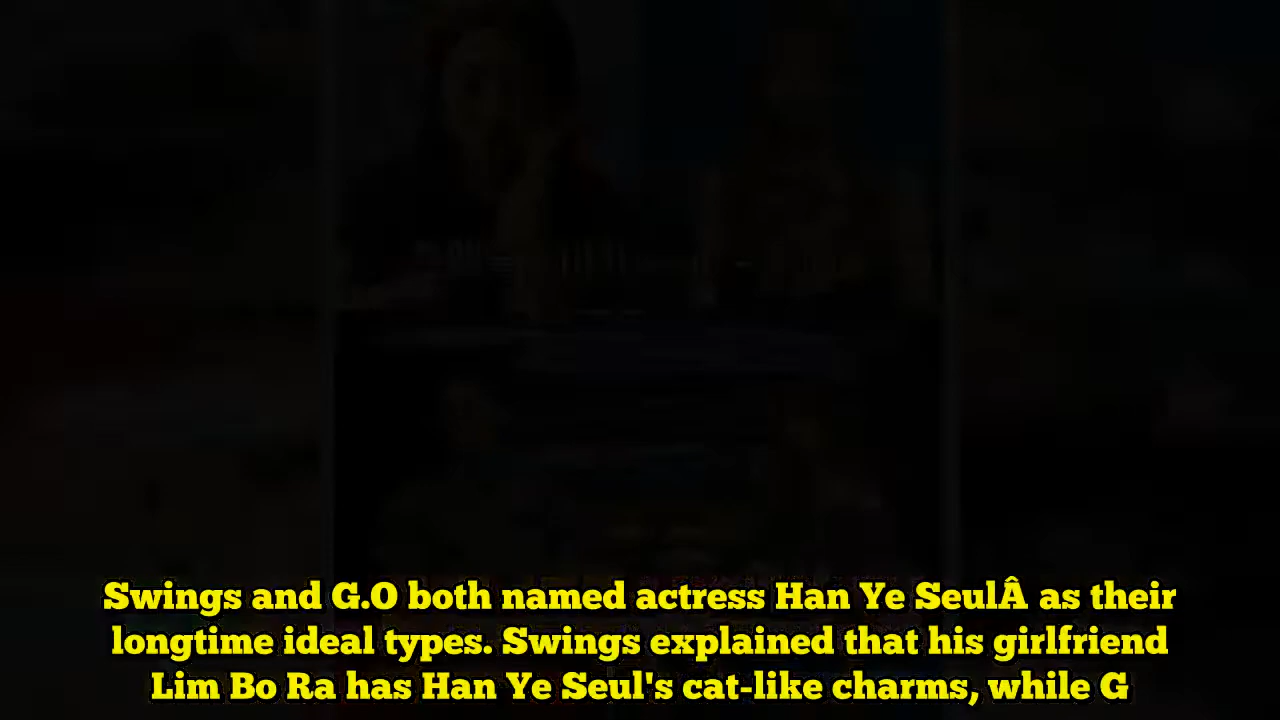 Swings and G.O both named actress Han Ye SeulÂ as their
longtime ideal types. Swings explained that his girlfriend
Lim Bo Ra has Han Ye Seul's cat-like charms, while G